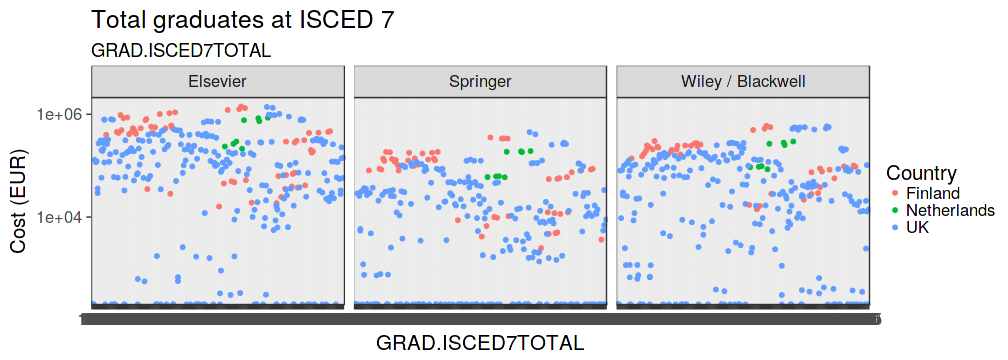 Total graduates at ISCED 7
GRAD.ISCED7TOTAL
Elsevier
Springer
Wiley / Blackwell
1e+06
1e+04
Cost (EUR)
GRAD.ISCED7TOTAL
Country
Finland
Netherlands
UK